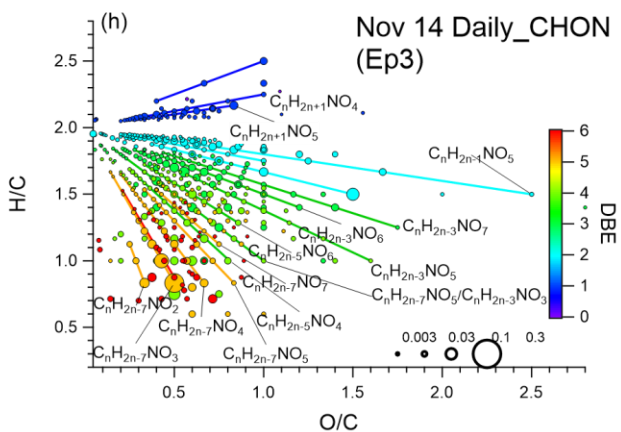 (h)
Nov 14 Daily_CHON
(Ep3)
2.5
2.0
1.5
1.0
0.5
H/C
CnH2n+1NO4
CnH2n+1NO5
CnH2n-1NO5
CnH2n-3NO7
CnH2n-3NO6
CnH2n-5NO6
CnH2n-3NO5
CnH2n-7NO7
CnH2n-7NO5/CnH2n-3NO3
CnH2n-7NO2
CnH2n-7NO4
CnH2n-5NO4
CnH2n-7NO3
CnH2n-7NO5
6
5
4
3
2
1
0
DBE
0.003 0.03 0.1 0.3
0.5 1.0 1.5 2.0 2.5
O/C